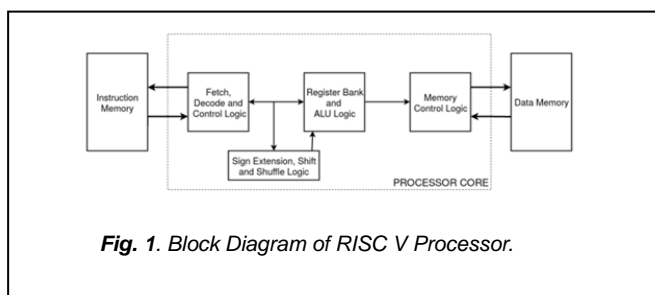 Instruction
Memory
Fetch,
Decode and
Control Logic
Register Bank
and
ALU Logic
Memory
Control Logic
Data Memory
Sign Extension, Shift
and Shuffle Logic
PROCESSOR CORE
Fig. 1. Block Diagram of RISC V Processor.